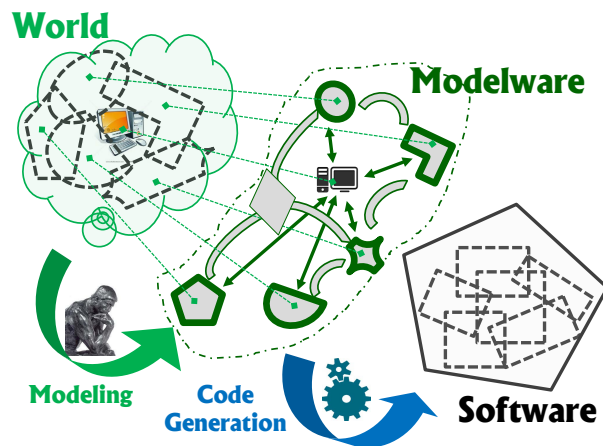 World
Modelware
Modeling
Code
Generation
Software